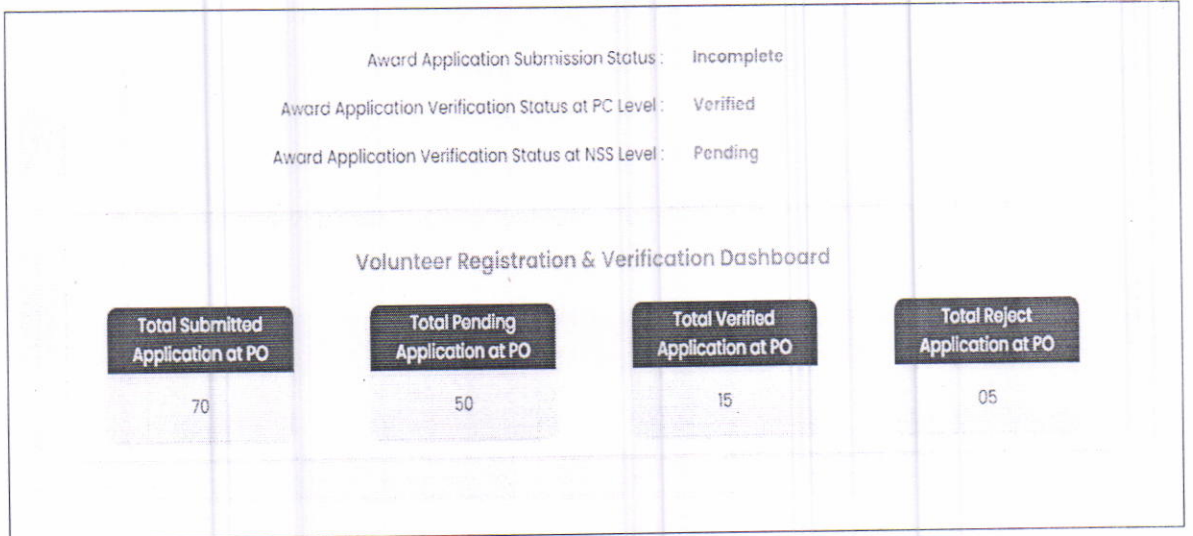 Award Application Submission Status : Incomplete
Award Application Verification Status at PC Level : Verified
Award Application Verification Status at NSS Level : Pending
Volunteer Registration & Verification Dashboard
Total Submitted
Application at PO
70
Total Pending
Application at PO
50
Total Verified
Application at PO
15
Total Reject
Application at PO
05